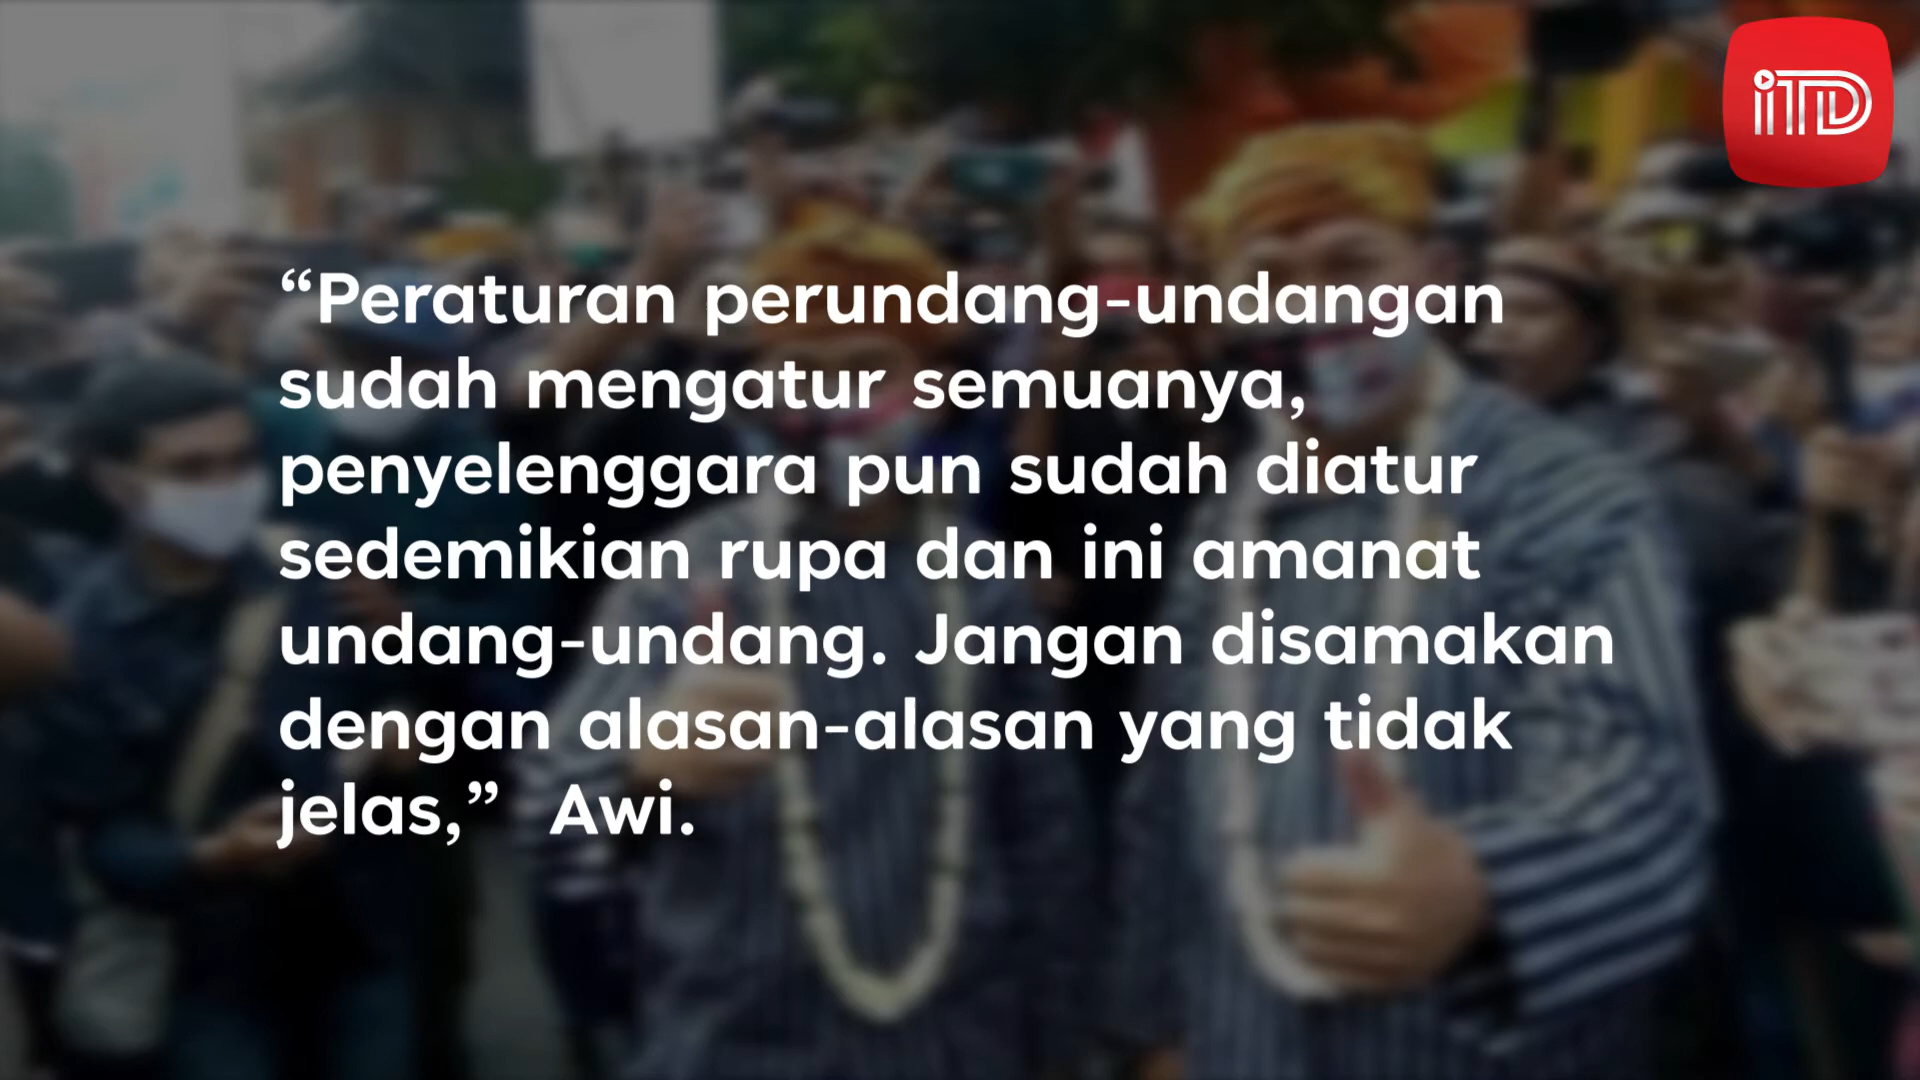 iTD
“Peraturan perundang-undangan
sudah mengatur semuanya,
penyelenggara pun sudah diatur
sedemikian rupa dan ini amanat
undang-undang. Jangan disamakan
dengan alasan-alasan yang tidak
jelas,”  Awi.